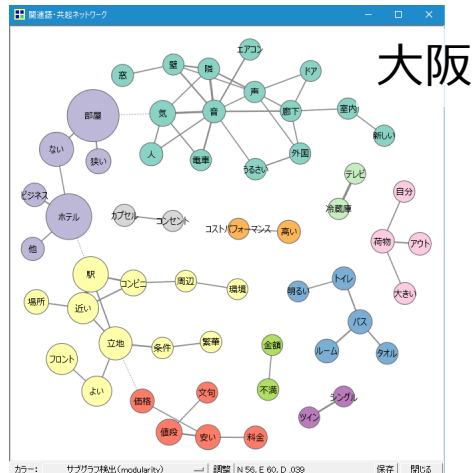 関連語・共起ネットワーク
大阪
エアコン
窓
壁
隣
ドア
声
部屋
気
音
廊下
室内
新しい
ない
狭い
人
電車
うるさい
外国
テレビ
冷蔵庫
自分
ビジネス
ホテル
カプセル
コンセント
コストパフォーマンス
高い
荷物
アウト
他
駅
コンビニ
周辺
環境
明るい
トイレ
大きい
場所
近い
バス
立地
条件
繁華
金額
ルーム
タオル
フロント
よい
価格
文句
不満
シングル
ツイン
値段
安い
料金
カラー: サブグラフ検出(modularity) 調整 N 56, E 60, D .039 保存 閉じる